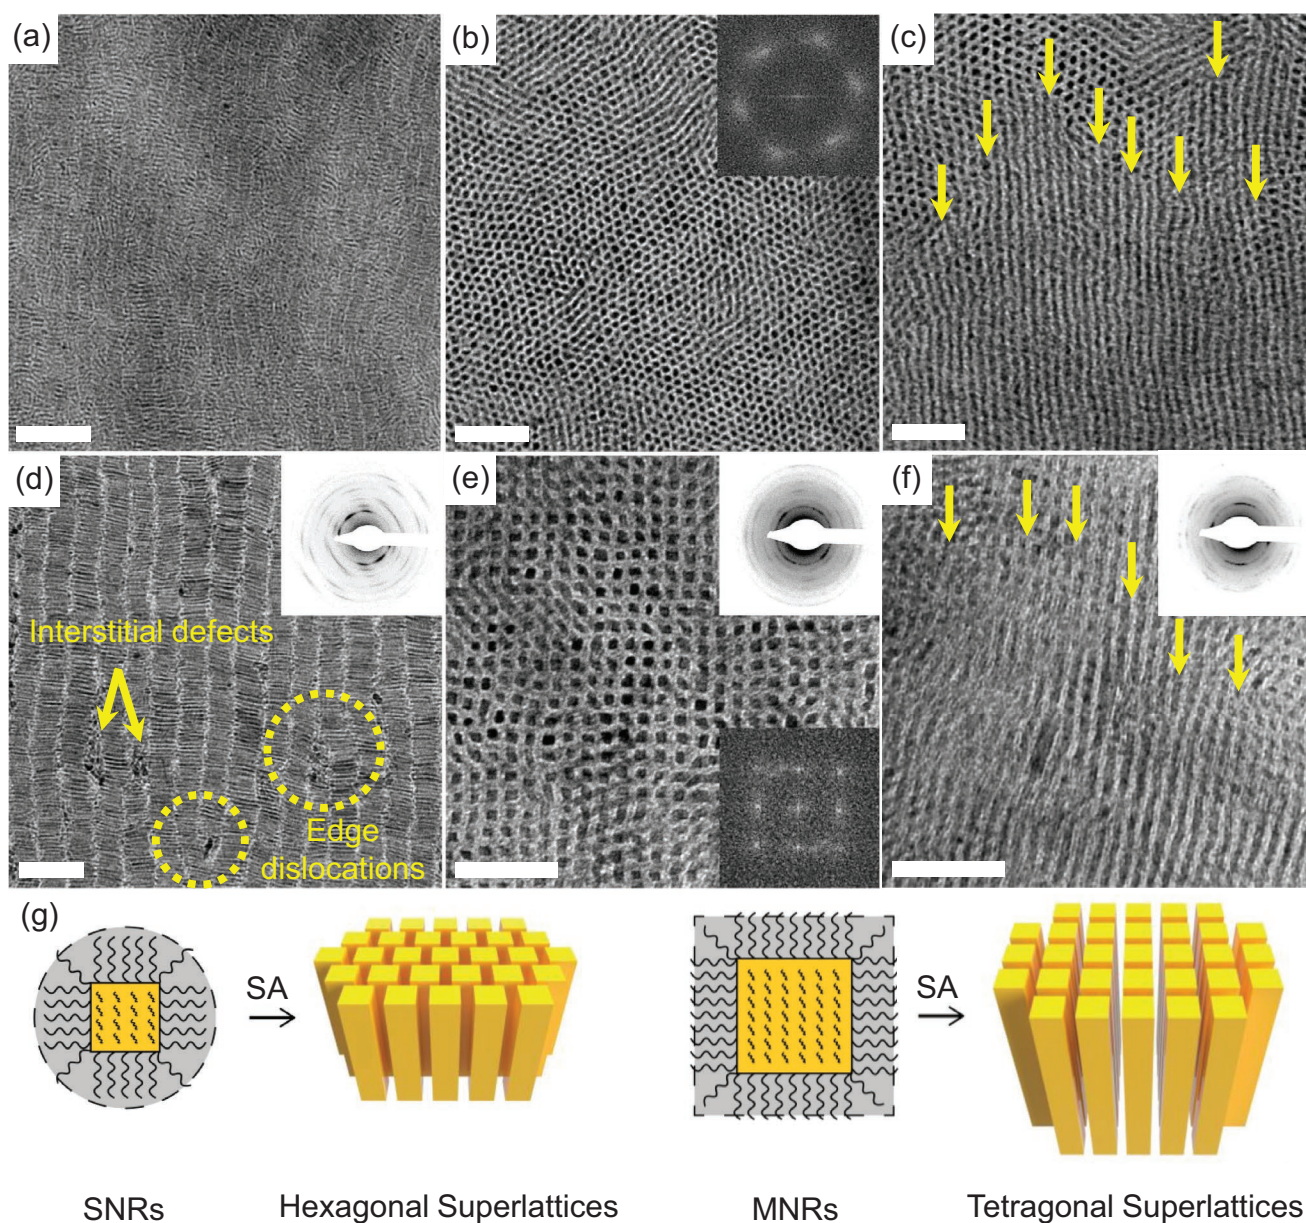 (a)
(b)
(c)
(d)
Interstitial defects
Edge
dislocations
(e)
(f)
(g)
SA
SA
SNRs
Hexagonal Superlattices
MNRs
Tetragonal Superlattices